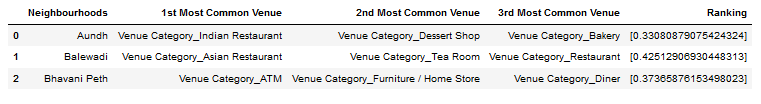 Neighbourhoods 1st Most Common Venue 2nd Most Common Venue 3rd Most Common Venue Ranking
0 Aundh Venue Category_Indian Restaurant Venue Category_Dessert Shop Venue Category_Bakery [0.33080879075424324]
1 Balewadi Venue Category_Asian Restaurant Venue Category_Tea Room Venue Category_Restaurant [0.42512906930448313]
2 Bhavani Peth Venue Category_ATM Venue Category_Furniture / Home Store Venue Category_Diner [0.37365876153498023]